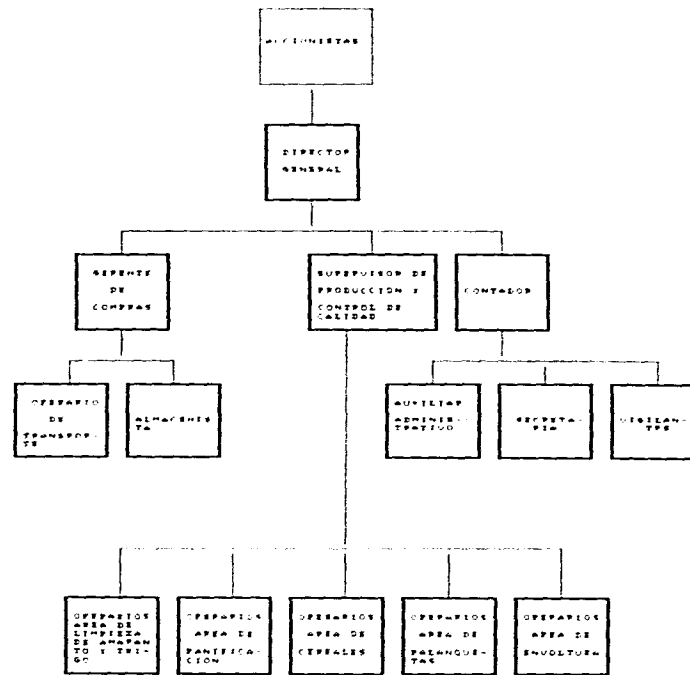 ACCIONISTAS
DIRECTOR
GENERAL
GERENTE
DE
COMPRAS
SUPERVISOR DE
PRODUCCION Y
CONTROL DE
CALIDAD
CONTADOR
OPERARIO
DE
TRANSPOR-
TE
ALMACENIS
TA
AUXILIAR
ADMINIS-
TRATIVO
SECRETA-
RIA
VIGILAN-
TES
OPERARIOS
AREA DE
LIMPIEZA
DE AMARAN
TO Y TRI-
GO
OPERARIOS
AREA DE
PANIFICA-
CION
OPERARIOS
AREA DE
CEREALES
OPERARIOS
AREA DE
PALANQUE-
TAS
OPERARIOS
AREA DE
ENVOLTURA